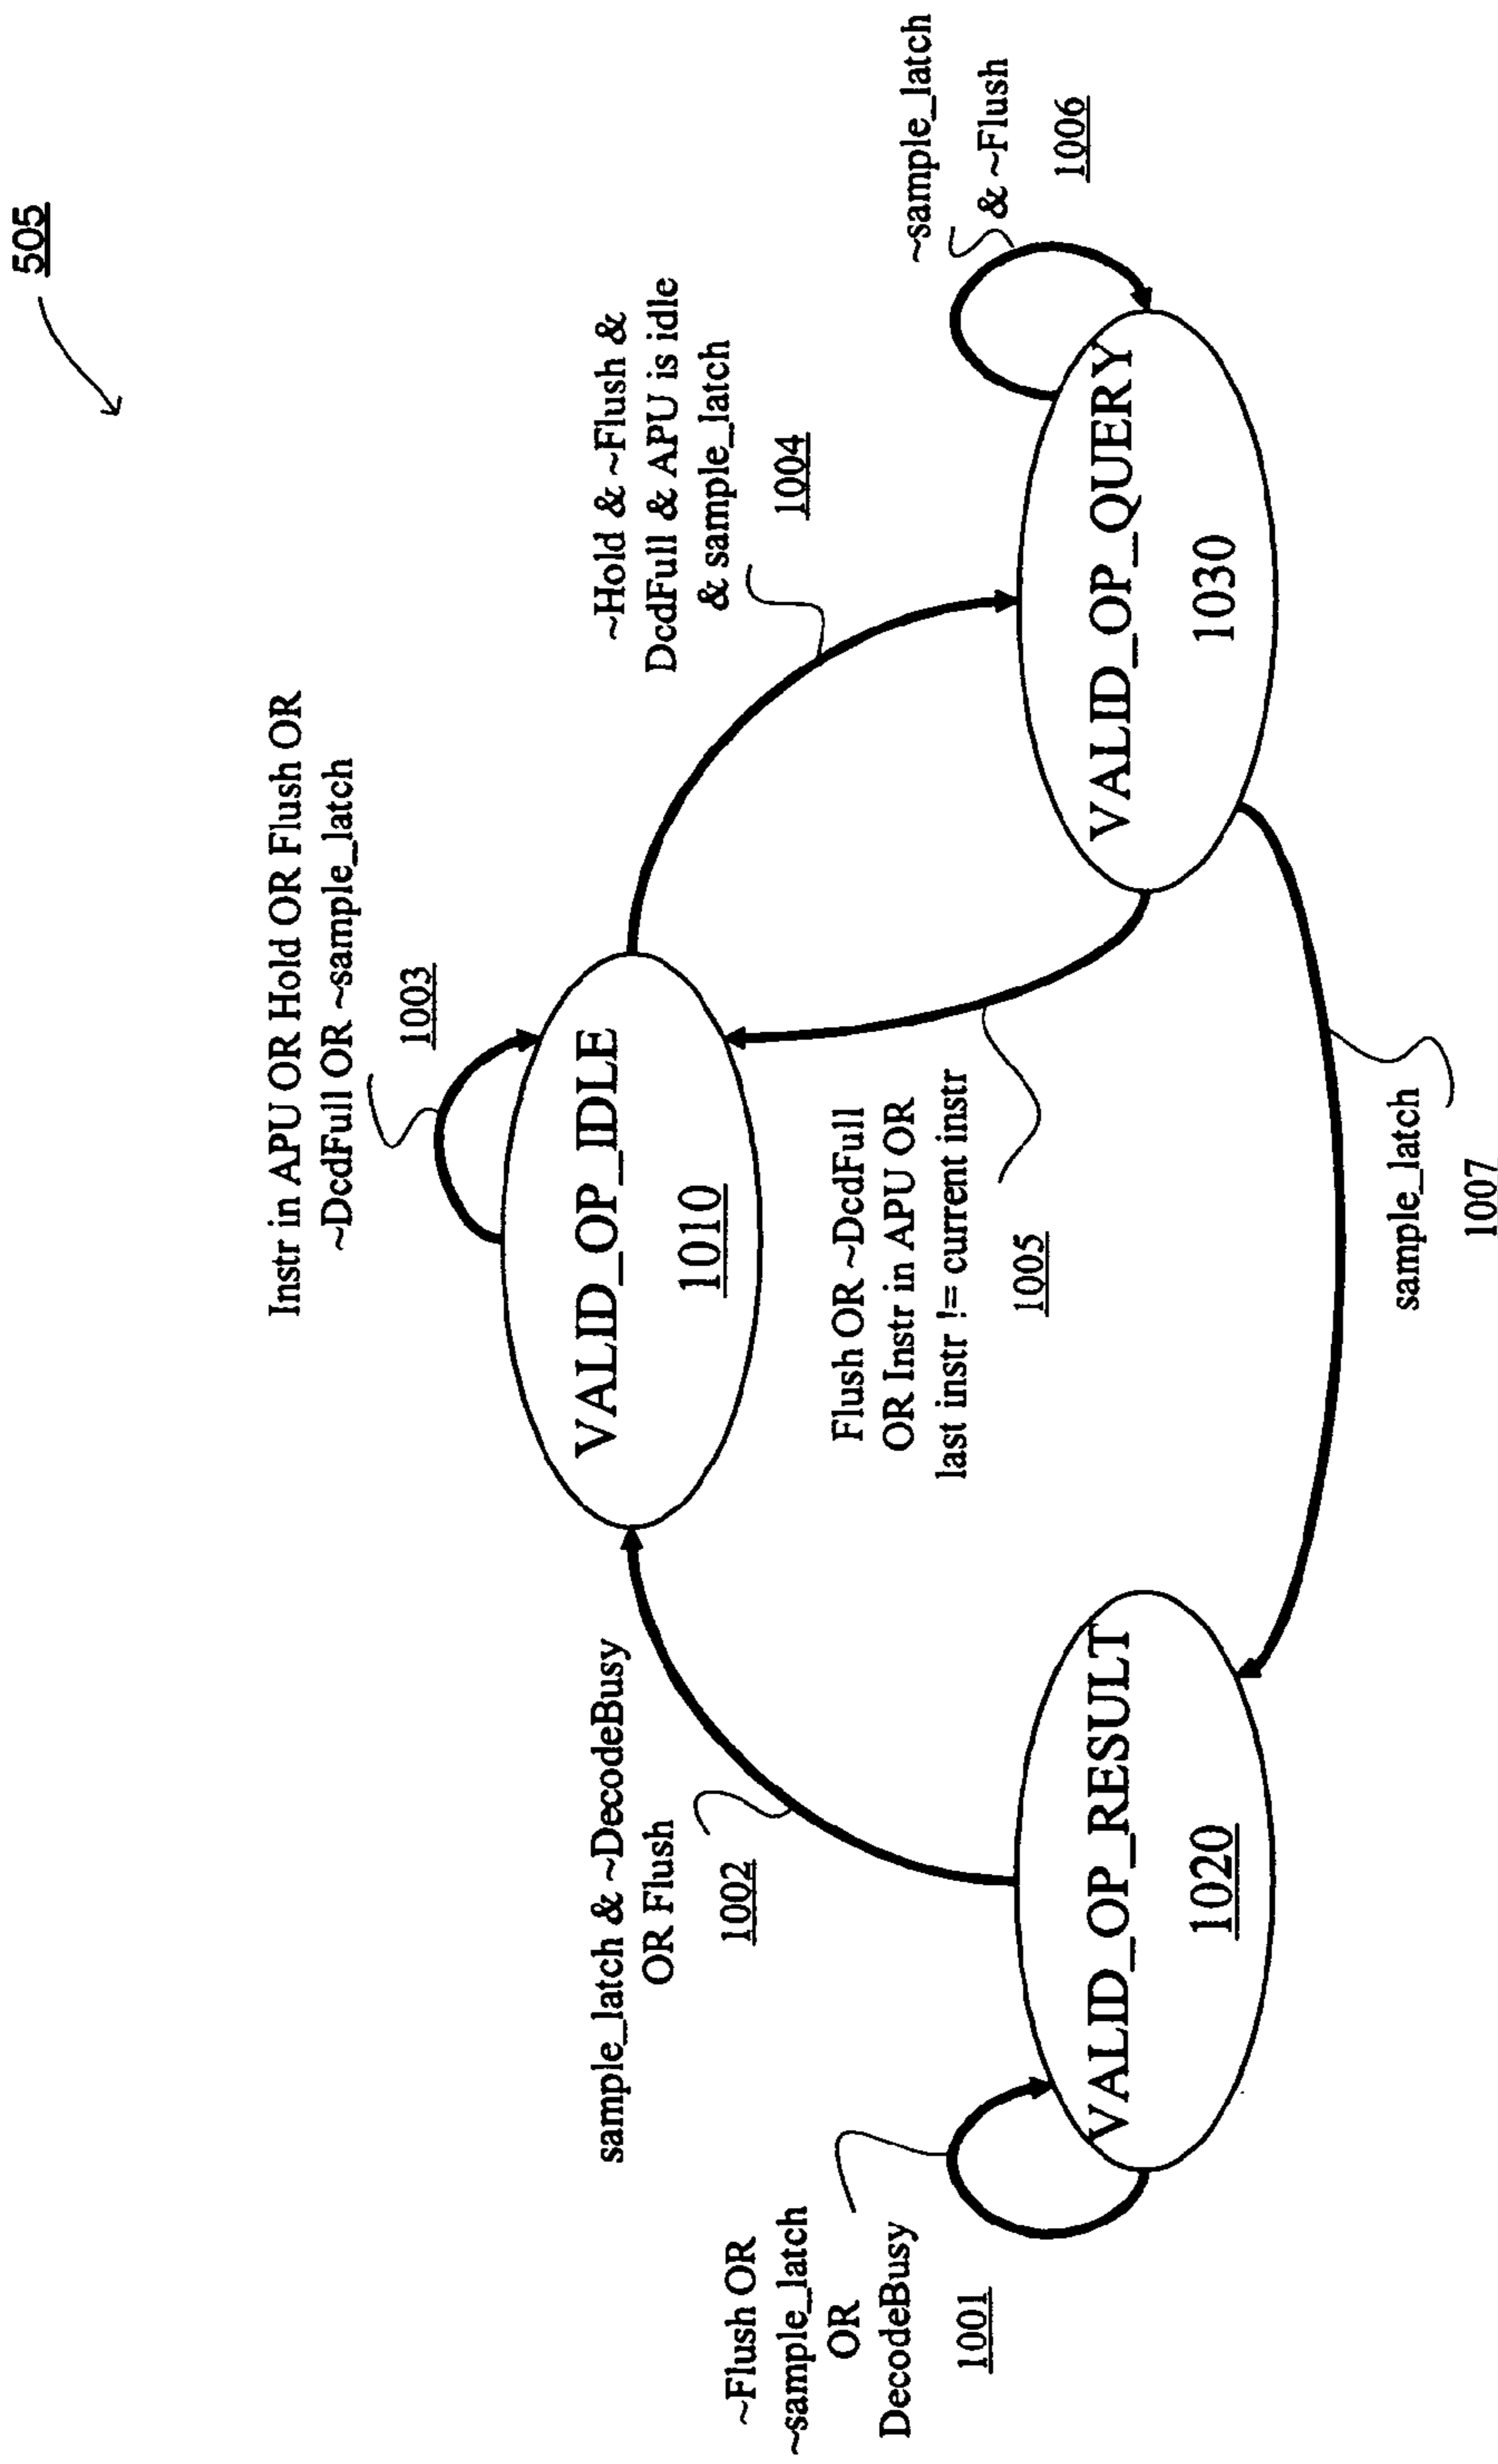 505
Instr in APU OR Hold OR Flush OR
~DcdFull OR ~sample_latch
1003
~Hold & ~Flush &
DcdFull & APU is idle
& sample_latch
1004
~sample_latch
& ~Flush
1006
VALID_OP_IDLE
1010
sample_latch & ~DecodeBusy
OR Flush
1002
Flush OR ~DcdFull
OR Instr in APU OR
last instr != current instr
1005
~Flush OR
~sample_latch
OR
DecodeBusy
1001
VALID_OP_RESULT
1020
VALID_OP_QUERY
1030
sample_latch
1007